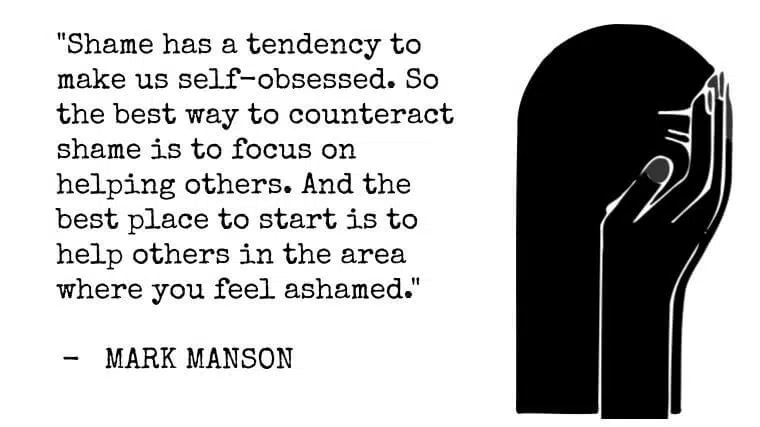 "Shame has a tendency to
make us self-obsessed. So
the best way to counteract
shame is to focus on
helping others. And the
best place to start is to
help others in the area
where you feel ashamed."
- MARK MANSON